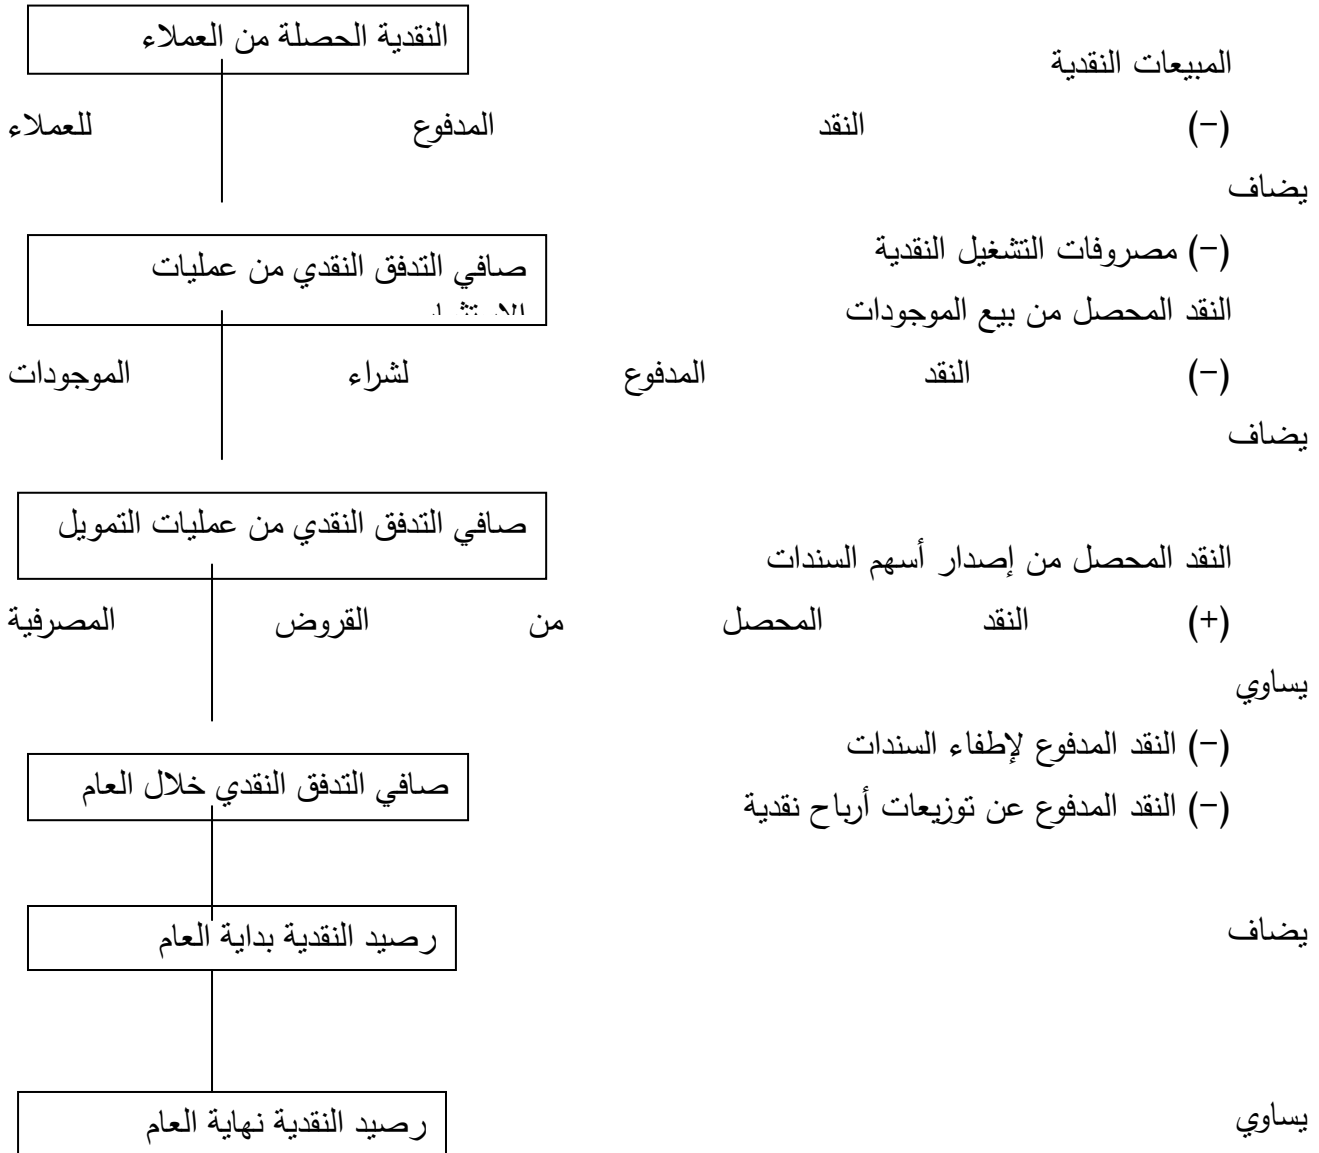 النقدية الحصلة من العملاء
المبيعات النقدية
(–) النقد المدفوع للعملاء
يضاف
(–) مصروفات التشغيل النقدية
صافي التدفق النقدي من عمليات
النقد المحصل من بيع الموجودات
(–) النقد المدفوع لشراء الموجودات
يضاف
صافي التدفق النقدي من عمليات التمويل
النقد المحصل من إصدار أسهم السندات
(+) النقد المحصل من القروض المصرفية
يساوي
(–) النقد المدفوع لإطفاء السندات
صافي التدفق النقدي خلال العام
(–) النقد المدفوع عن توزيعات أرباح نقدية
يضاف
رصيد النقدية بداية العام
يساوي
رصيد النقدية نهاية العام